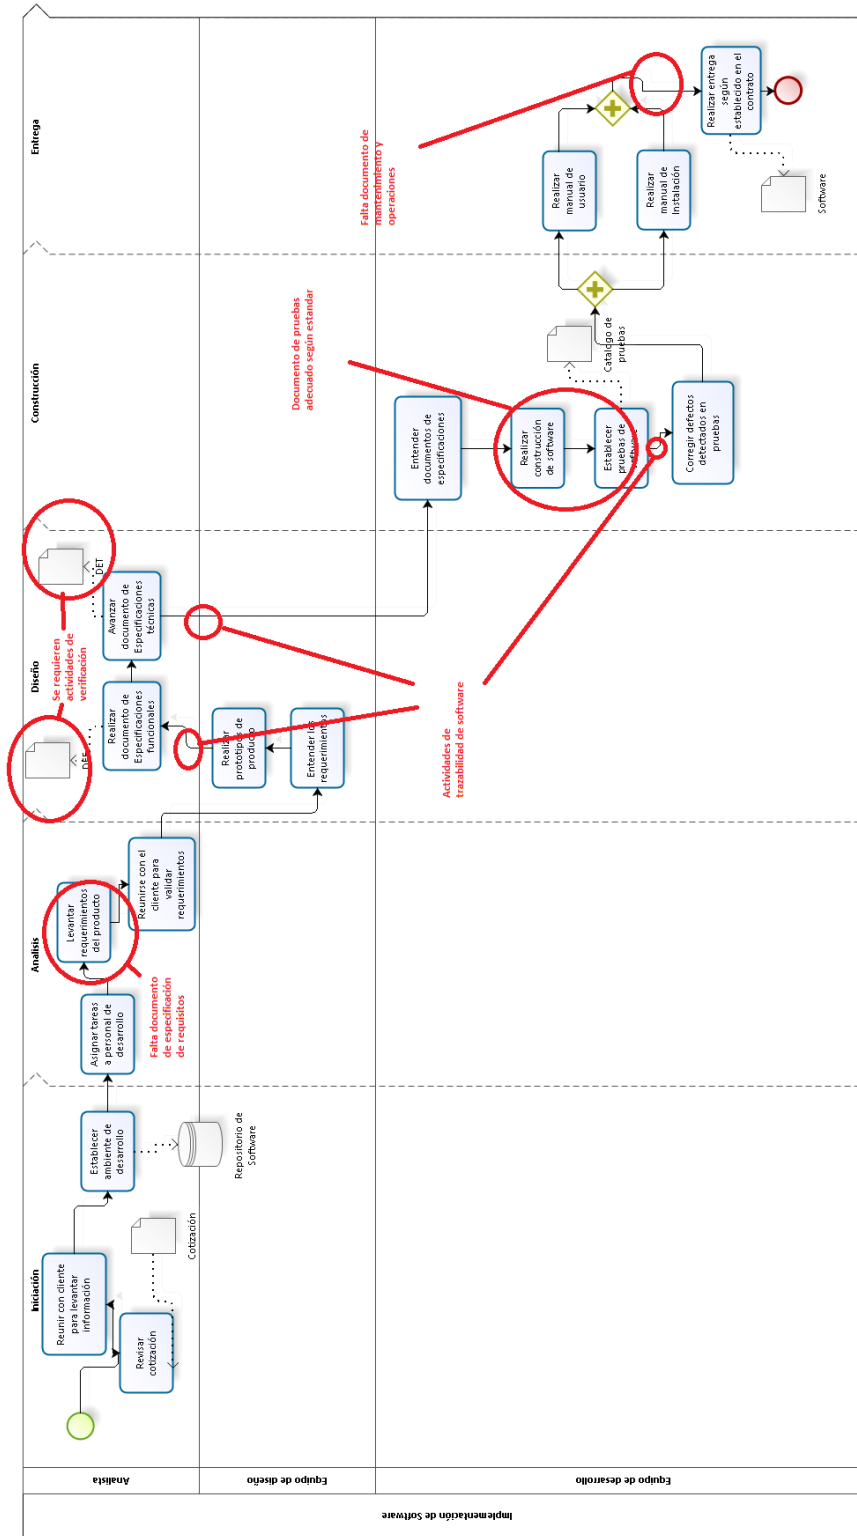 Implementación de Software
Analista
Equipo de diseño
Equipo de desarrollo
Iniciación
Analisis
Diseño
Construcción
Entrega
Revisar
cotización
Reunir con cliente
para levantar
información
Cotización
Establecer
ambiente de
desarrollo
Repositorio de
Software
Asignar tareas
a personal de
desarrollo
Levantar
requerimientos
del producto
Reunirse con el
cliente para
validar
requerimientos
Falta documento
de especificación
de requisitos
Entender los
requerimientos
Realizar
prototipos de
producto
Realizar
documento de
Especificaciones
funcionales
DEF
Se requieren
actividades de
verificación
Avanzar
documento de
Especificaciones
técnicas
DET
Actividades de
trazabilidad de software
Entender
documentos de
especificaciones
Realizar
construcción
de software
Establecer
pruebas de
software
Corregir defectos
detectados en
pruebas
Catalogo de
pruebas
Documento de pruebas
adecuado según estandar
Realizar
manual de
usuario
Realizar
manual de
Instalación
Falta documento de
mantenimiento y
operaciones
Realizar entrega
según
establecido en el
contrato
Software